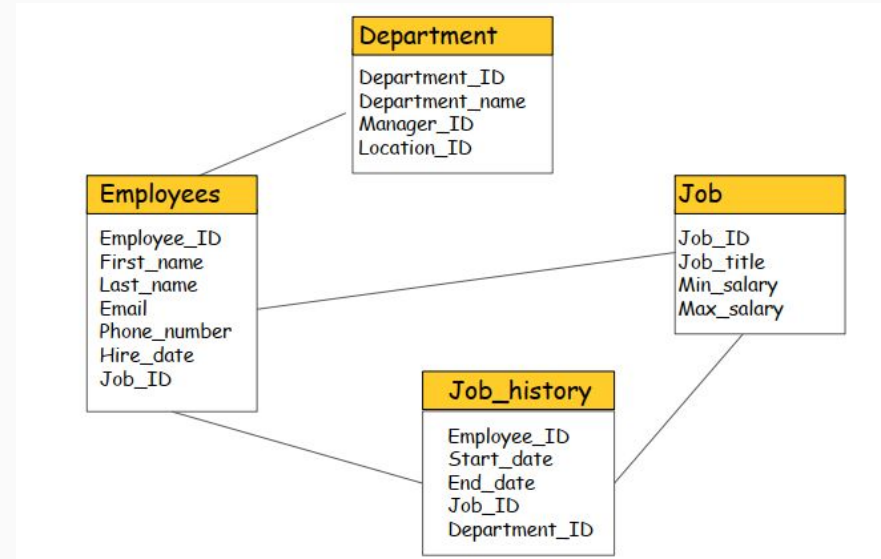 Department
Department_ID
Department_name
Manager_ID
Location_ID
Employees
Employee_ID
First_name
Last_name
Email
Phone_number
Hire_date
Job_ID
Job
Job_ID
Job_title
Min_salary
Max_salary
Job_history
Employee_ID
Start_date
End_date
Job_ID
Department_ID